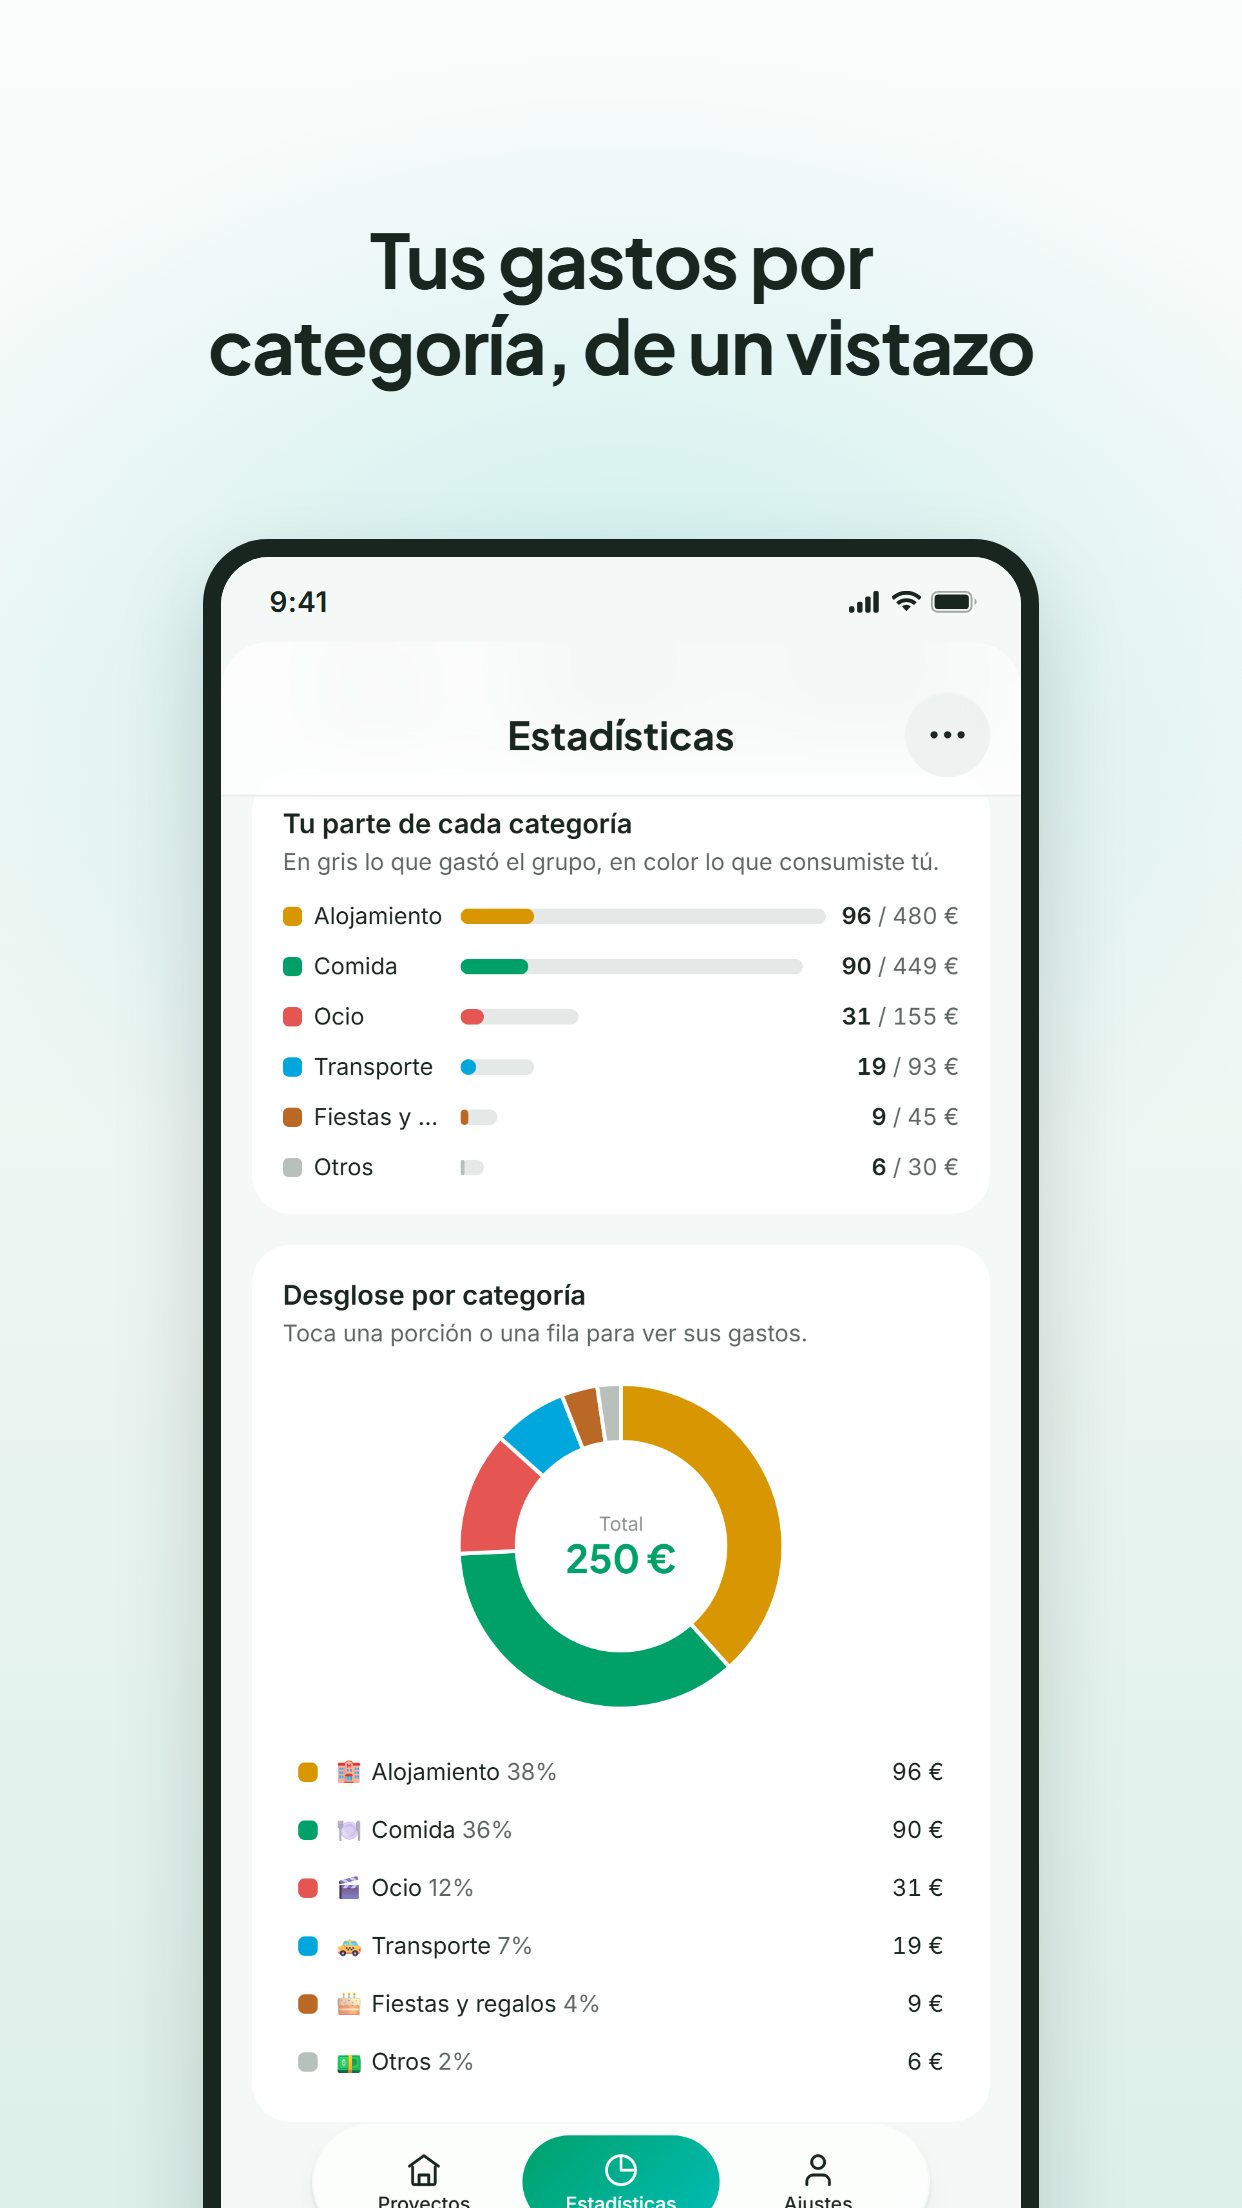 Tus gastos por
categoría, de un vistazo
9:41
Estadísticas
Tu parte de cada categoría
En gris lo que gastó el grupo, en color lo que consumiste tú.
Alojamiento 96 / 480 €
Comida 90 / 449 €
Ocio 31 / 155 €
Transporte 19 / 93 €
Fiestas y ... 9 / 45 €
Otros 6 / 30 €
Desglose por categoría
Toca una porción o una fila para ver sus gastos.
Total
250 €
Alojamiento 38% 96 €
Comida 36% 90 €
Ocio 12% 31 €
Transporte 7% 19 €
Fiestas y regalos 4% 9 €
Otros 2% 6 €
Proyectos Estadísticas Ajustes